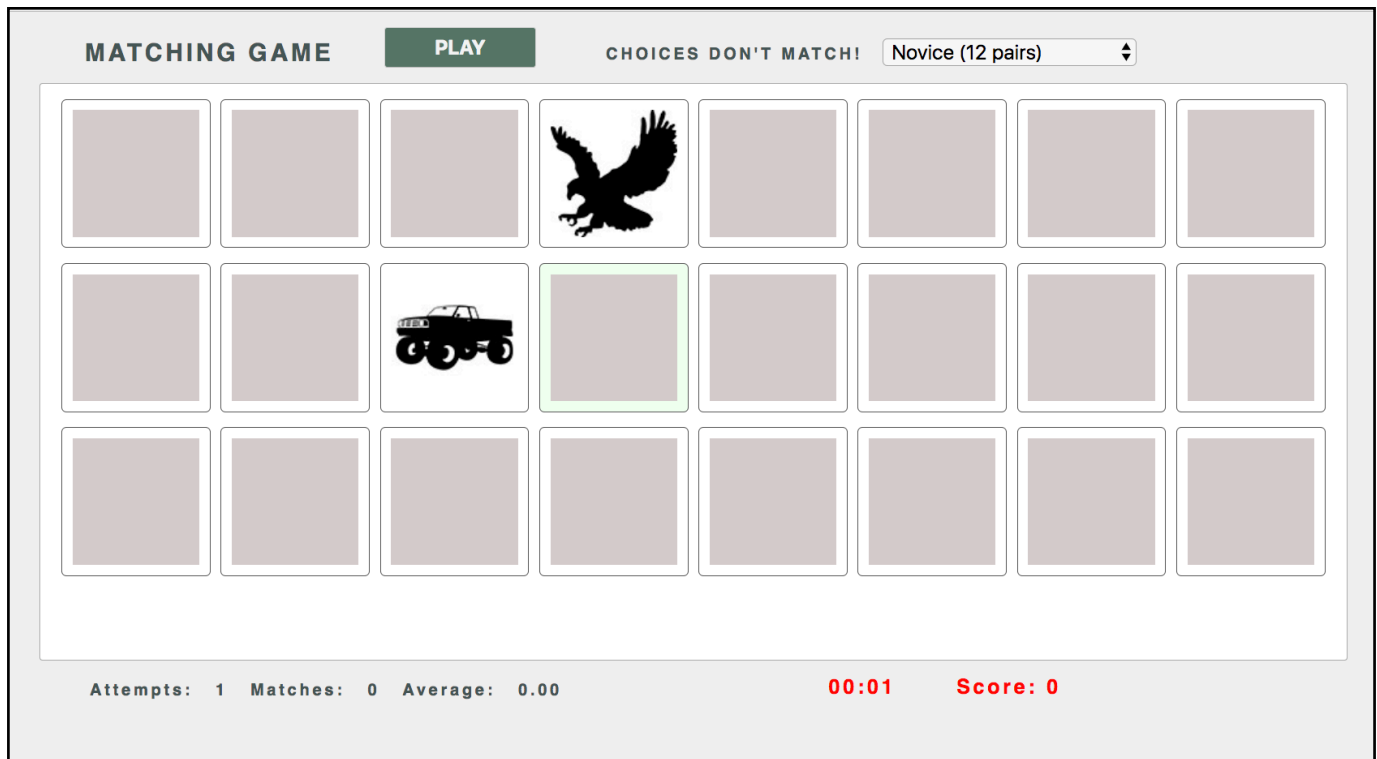 MATCHING GAME PLAY CHOICES DON'T MATCH! Novice (12 pairs)
Attempts: 1 Matches: 0 Average: 0.00 00:01 Score: 0